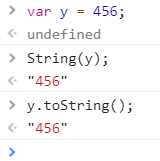 > var y = 456;
< undefined
> String(y);
< "456"
> y.toString();
< "456"
>